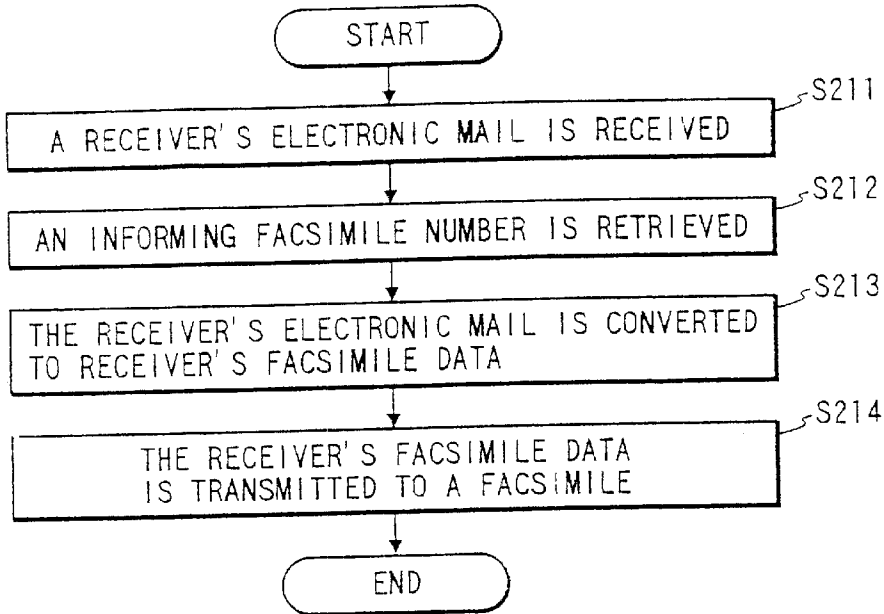 START
S211
A RECEIVER'S ELECTRONIC MAIL IS RECEIVED
S212
AN INFORMING FACSIMILE NUMBER IS RETRIEVED
S213
THE RECEIVER'S ELECTRONIC MAIL IS CONVERTED
TO RECEIVER'S FACSIMILE DATA
S214
THE RECEIVER'S FACSIMILE DATA
IS TRANSMITTED TO A FACSIMILE
END